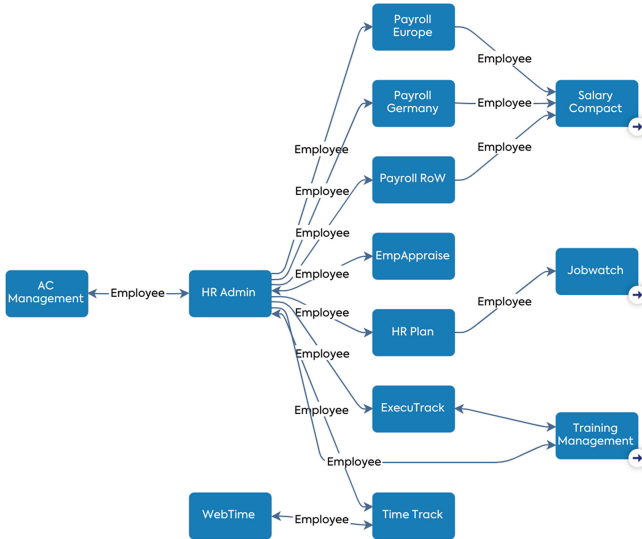 Payroll
Europe
Employee
Payroll
Germany
Employee
Salary
Compact
Employee
Employee
Payroll RoW
Employee
Employee
EmpAppraise
Employee
AC
Management
Employee
HR Admin
Jobwatch
Employee
HR Plan
Employee
Employee
ExecuTrack
Employee
Training
Management
Employee
WebTime
Employee
Time Track